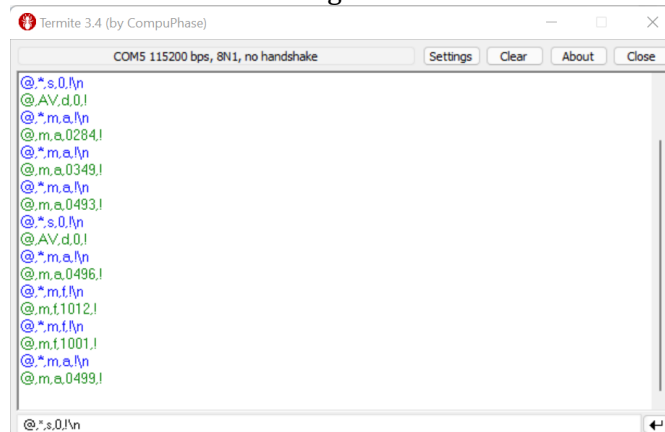 Termite 3.4 (by CompuPhase)
COM5 115200 bps, 8N1, no handshake Settings Clear About Close
@,*,s,0,!\n
@,AV,d,0,!
@,*,m,a,!\n
@,m,a,0284,!
@,*,m,a,!\n
@,m,a,0349,!
@,*,m,a,!\n
@,m,a,0493,!
@,*,s,0,!\n
@,AV,d,0,!
@,*,m,a,!\n
@,m,a,0496,!
@,*,m,f,!\n
@,m,f,1012,!
@,*,m,f,!\n
@,m,f,1001,!
@,*,m,a,!\n
@,m,a,0499,!
@,*,s,0,!\n